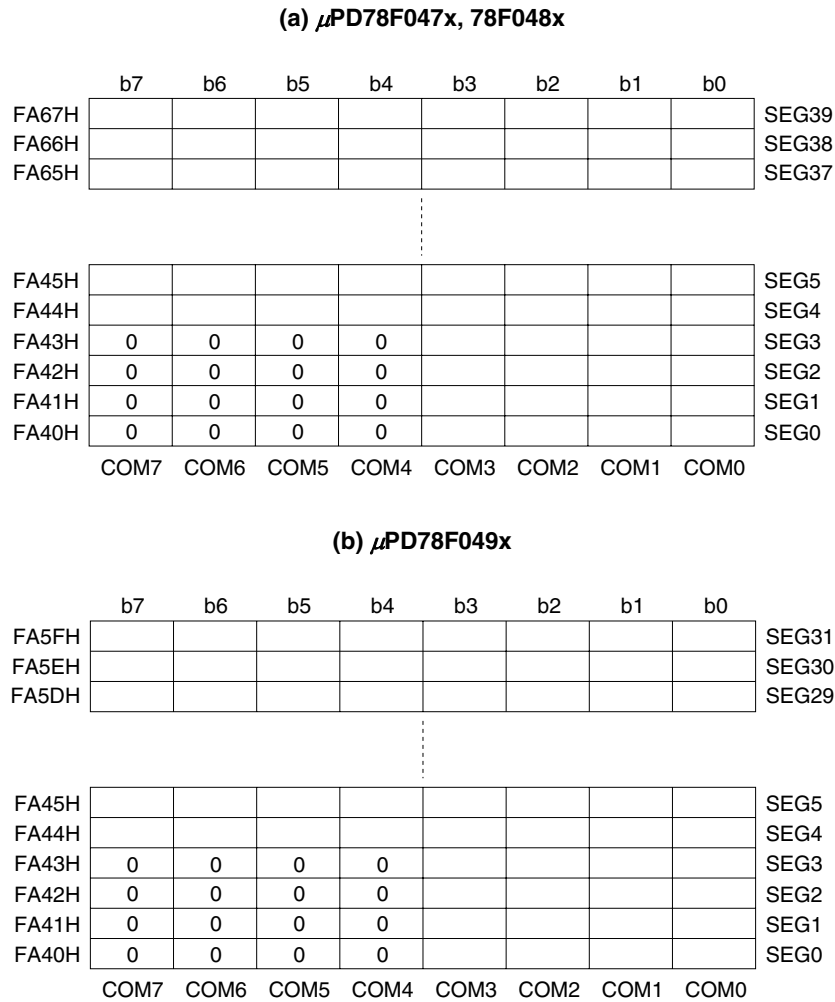 (a) μPD78F047x, 78F048x
b7 b6 b5 b4 b3 b2 b1 b0
FA67H SEG39
FA66H SEG38
FA65H SEG37
FA45H SEG5
FA44H SEG4
FA43H 0 0 0 0 SEG3
FA42H 0 0 0 0 SEG2
FA41H 0 0 0 0 SEG1
FA40H 0 0 0 0 SEG0
COM7 COM6 COM5 COM4 COM3 COM2 COM1 COM0
(b) μPD78F049x
b7 b6 b5 b4 b3 b2 b1 b0
FA5FH SEG31
FA5EH SEG30
FA5DH SEG29
FA45H SEG5
FA44H SEG4
FA43H 0 0 0 0 SEG3
FA42H 0 0 0 0 SEG2
FA41H 0 0 0 0 SEG1
FA40H 0 0 0 0 SEG0
COM7 COM6 COM5 COM4 COM3 COM2 COM1 COM0